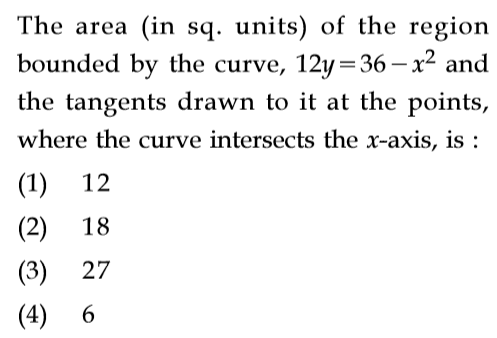 The area (in sq. units) of the region
bounded by the curve, 12y=36–x² and
the tangents drawn to it at the points,
where the curve intersects the x-axis, is :
(1) 12
(2) 18
(3) 27
(4) 6